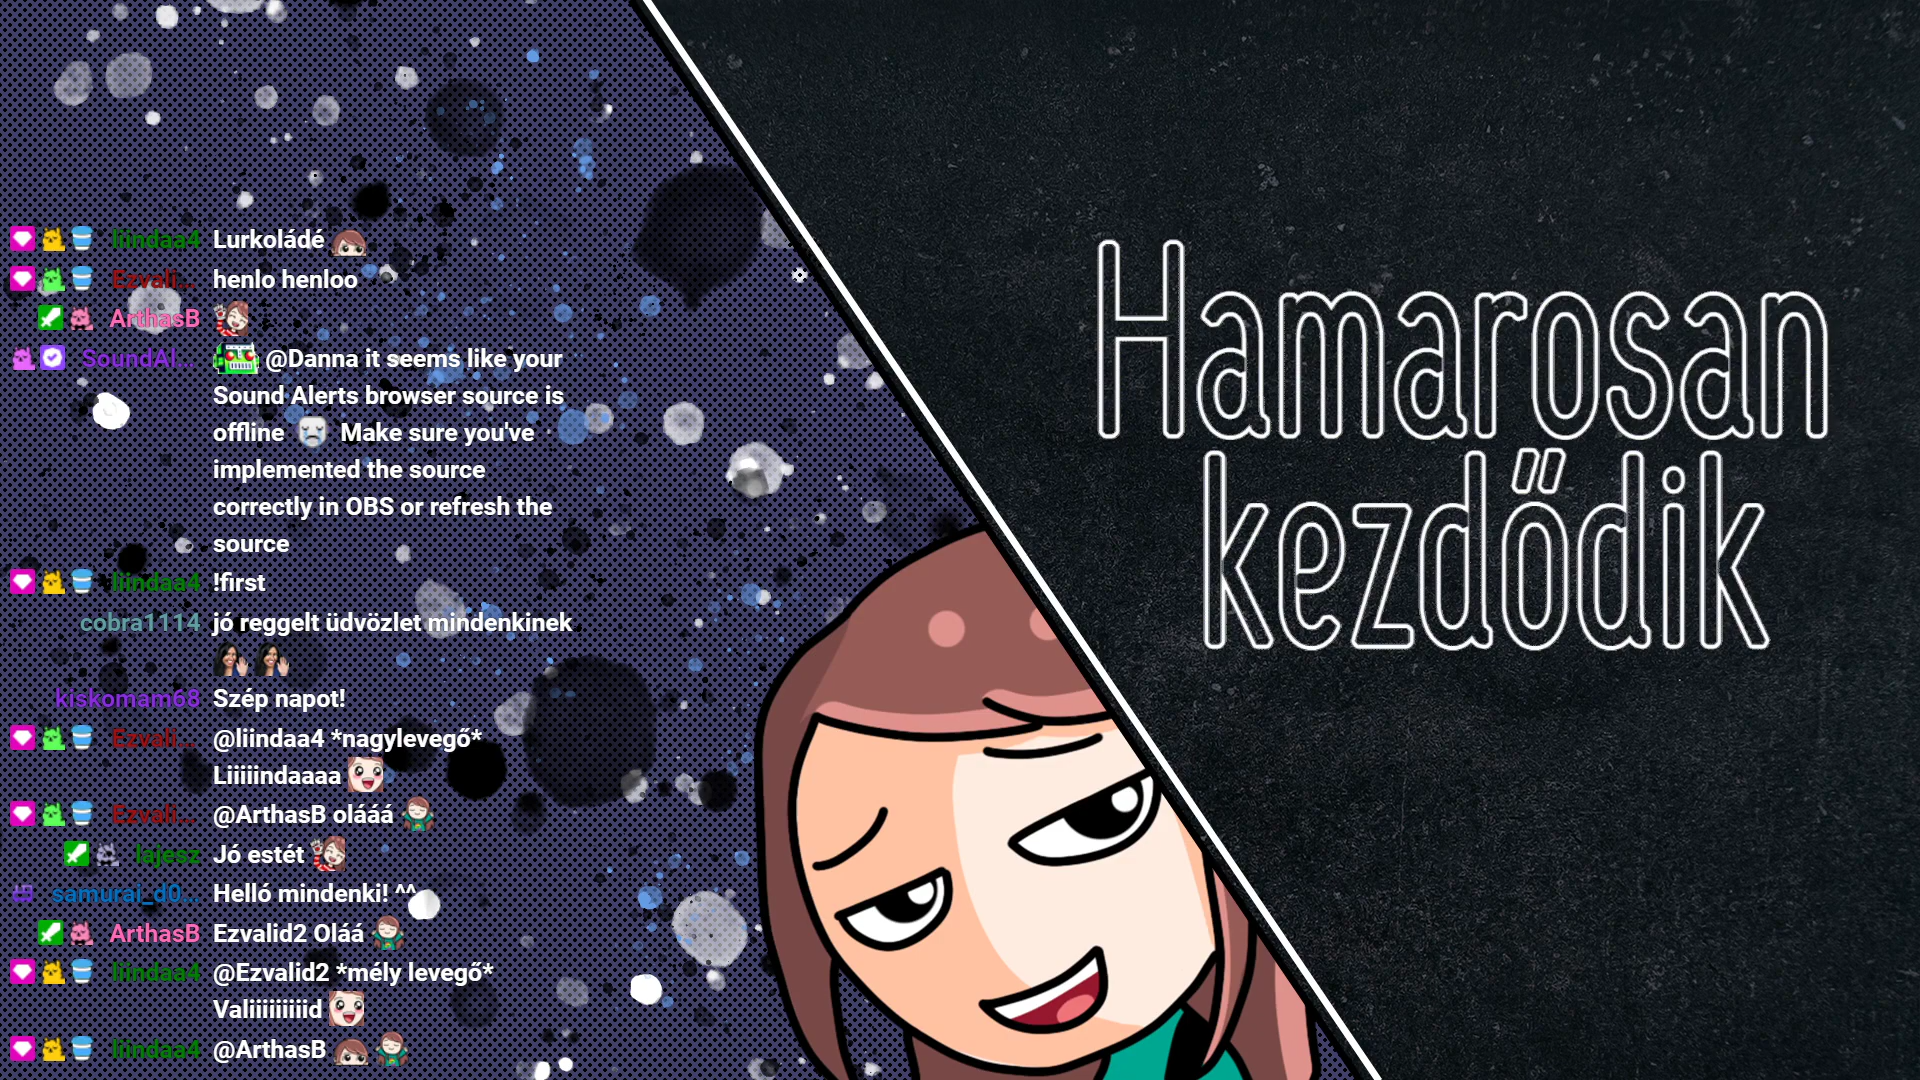 liindaa4 Lurkoládé
Ezvali... henlo henloo
ArthasB
SoundAl... @Danna it seems like your
Sound Alerts browser source is
offline Make sure you've
implemented the source
correctly in OBS or refresh the
source
liindaa4 !first
cobra1114 jó reggelt üdvözlet mindenkinek
kiskomam68 Szép napot!
Ezvali... @liindaa4 *nagylevegő*
Liiiiindaaaa
Ezvali... @ArthasB olááá
lajesz Jó estét
samurai_d0... Helló mindenki! ^^
ArthasB Ezvalid2 Oláá
liindaa4 @Ezvalid2 *mély levegő*
Valiiiiiiiiid
liindaa4 @ArthasB
Hamarosan
kezdődik